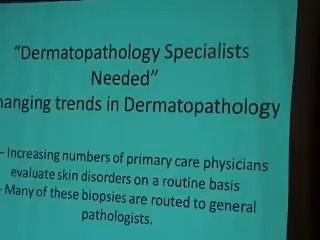 “Dermatopathology Specialists
Needed”
hanging trends in Dermatopathology
- Increasing numbers of primary care physicians
evaluate skin disorders on a routine basis
- Many of these biopsies are routed to general
pathologists.